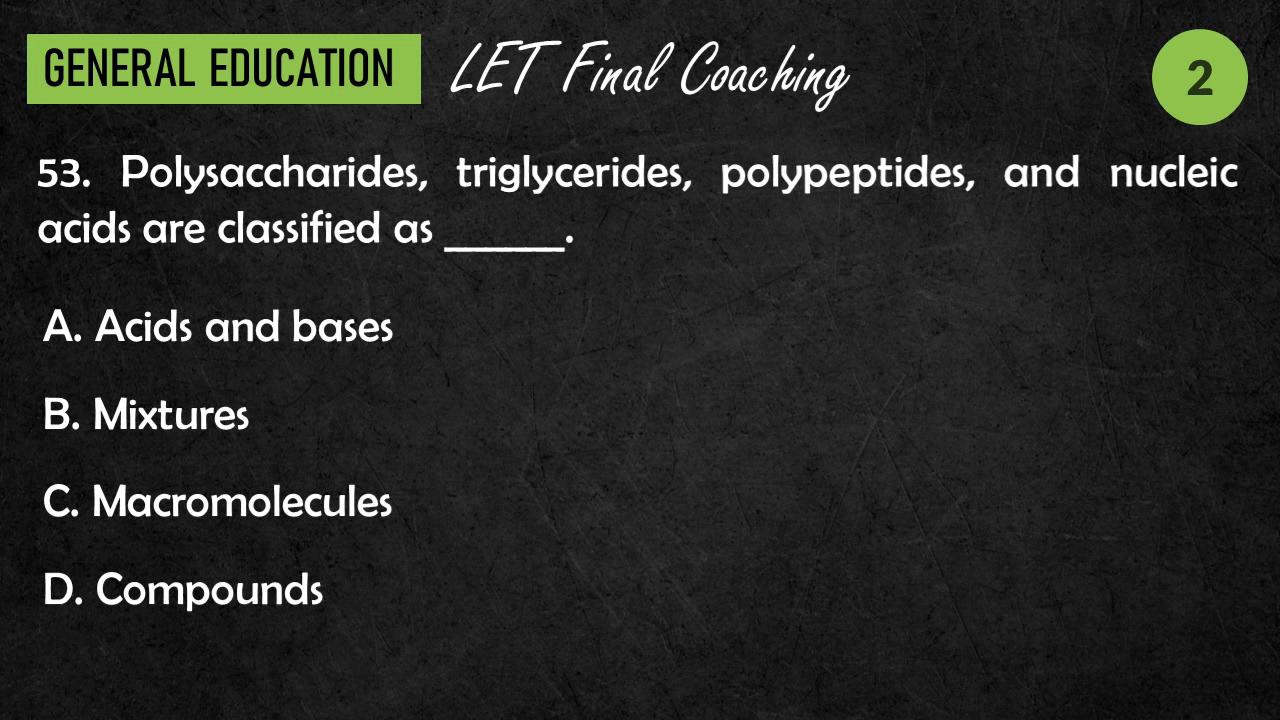 GENERAL EDUCATION LET Final Coaching 2
53. Polysaccharides, triglycerides, polypeptides, and nucleic
acids are classified as ______.
A. Acids and bases
B. Mixtures
C. Macromolecules
D. Compounds